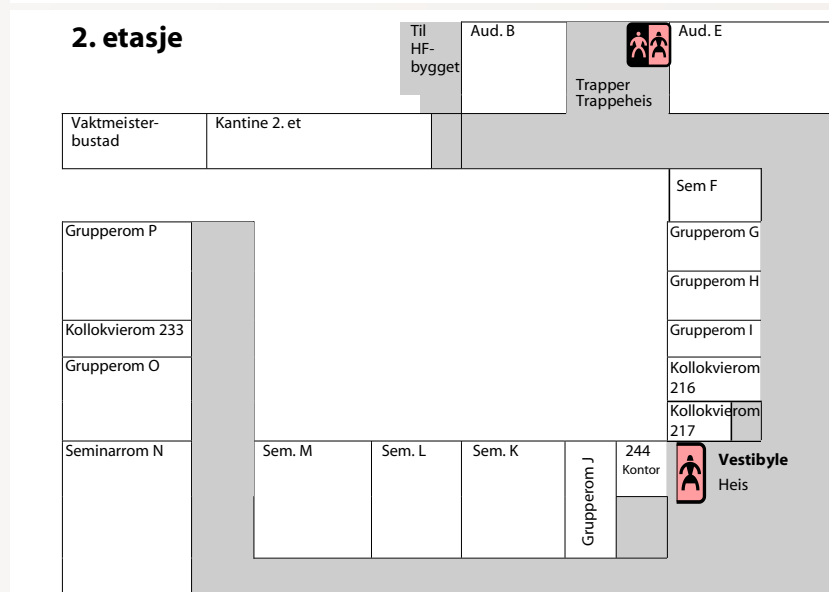 2. etasje
Til
HF-
bygget
Aud. B
Aud. E
Trapper
Trappeheis
Vaktmeister-
bustad
Kantine 2. et
Sem F
Grupperom P
Grupperom G
Grupperom H
Kollokvierom 233
Grupperom I
Grupperom O
Kollokvierom
216
Kollokvierom
217
Seminarrom N
Sem. M
Sem. L
Sem. K
Grupperom J
244
Kontor
Vestibyle
Heis